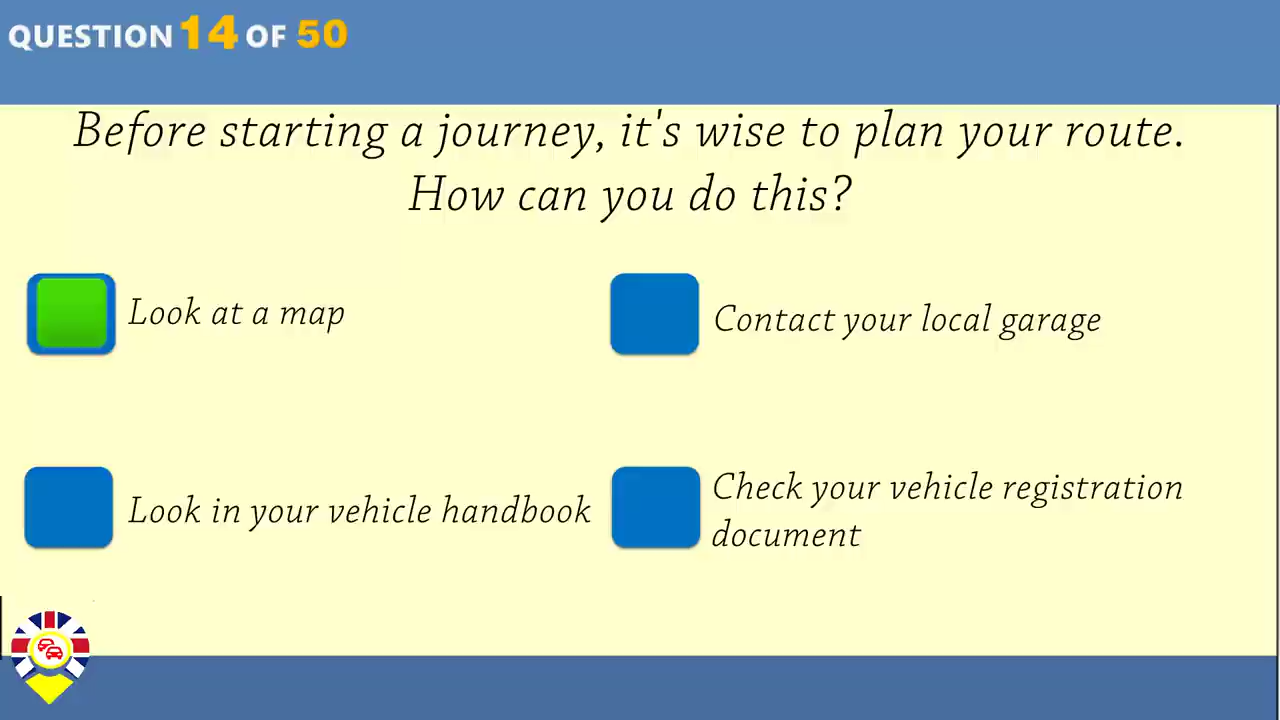 QUESTION 14 OF 50
Before starting a journey, it's wise to plan your route.
How can you do this?
Look at a map
Contact your local garage
Look in your vehicle handbook
Check your vehicle registration
document